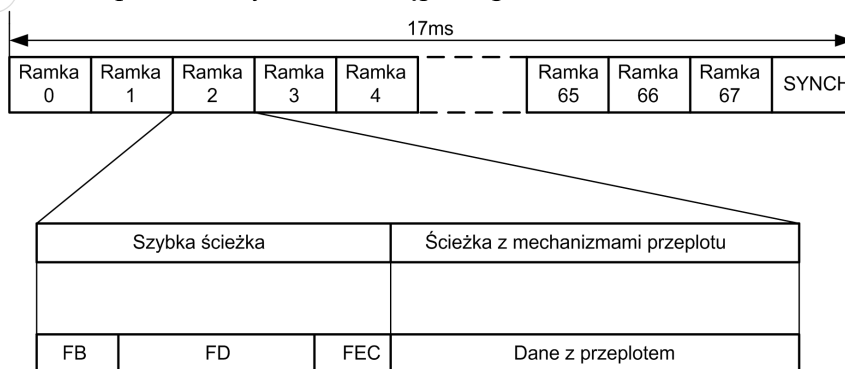 17ms
Ramka 0
Ramka 1
Ramka 2
Ramka 3
Ramka 4
Ramka 65
Ramka 66
Ramka 67
SYNCH
Szybka ścieżka
Ścieżka z mechanizmami przeplotu
FB
FD
FEC
Dane z przeplotem